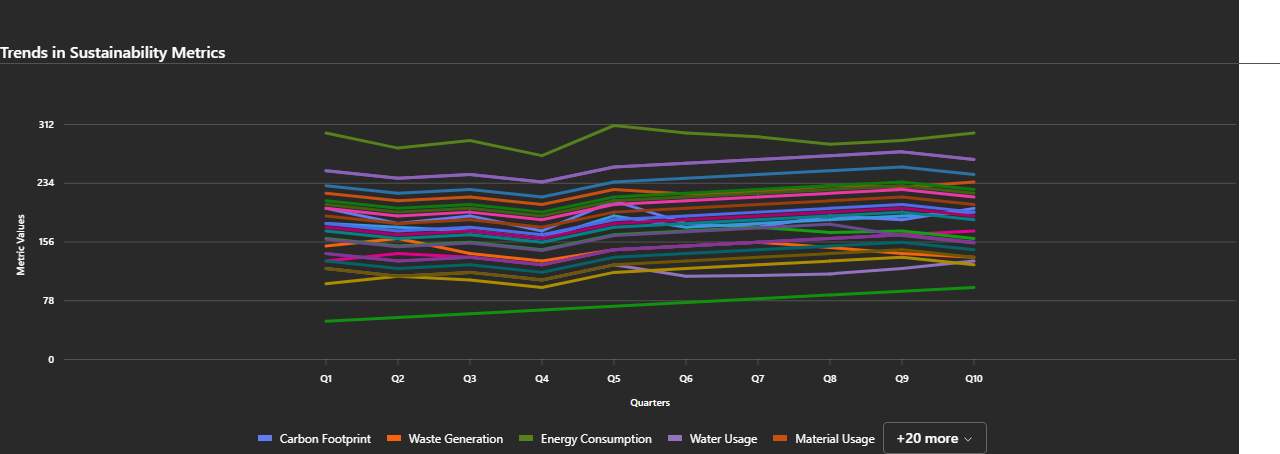 Trends in Sustainability Metrics
312
234
156
78
0
Metric Values
Q1 Q2 Q3 Q4 Q5 Q6 Q7 Q8 Q9 Q10
Quarters
Carbon Footprint Waste Generation Energy Consumption Water Usage Material Usage +20 more